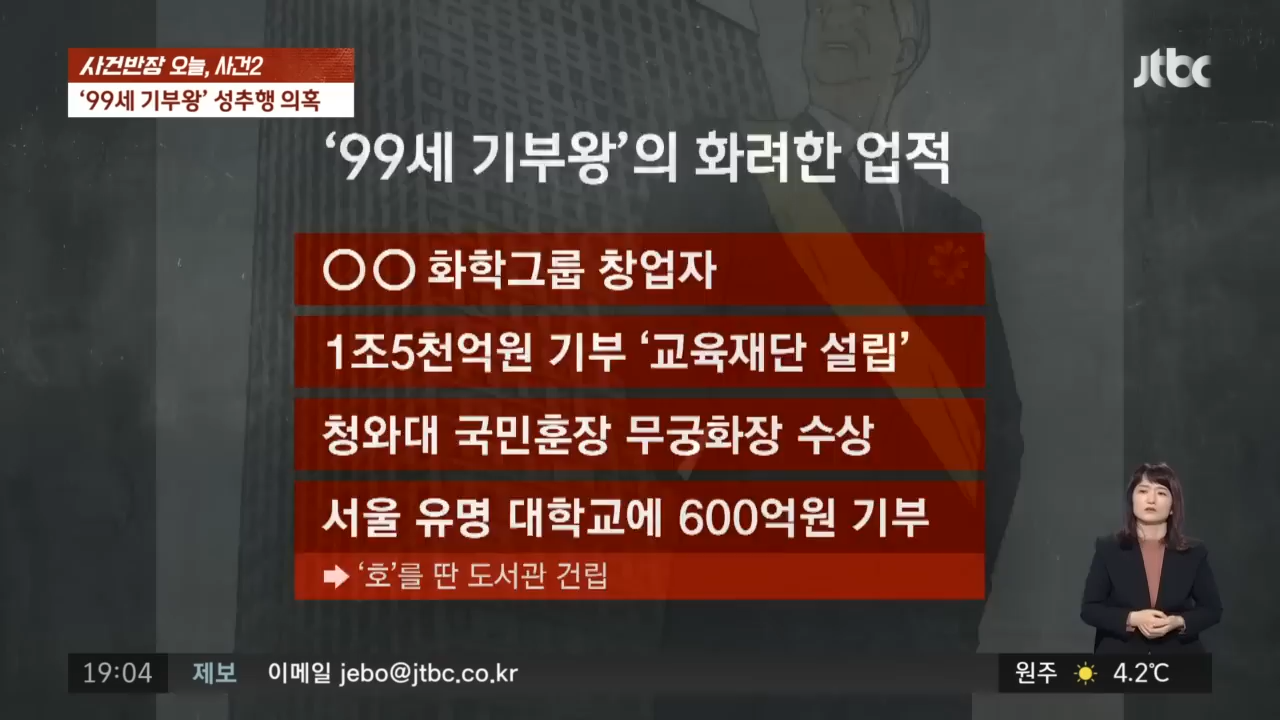 사건반장 오늘, 사건2
‘99세 기부왕’ 성추행 의혹
jtbc
‘99세 기부왕’의 화려한 업적
○○ 화학그룹 창업자
1조5천억원 기부 ‘교육재단 설립’
청와대 국민훈장 무궁화장 수상
서울 유명 대학교에 600억원 기부
➡ ‘호’를 딴 도서관 건립
19:04 제보 이메일 jebo@jtbc.co.kr
원주 4.2℃